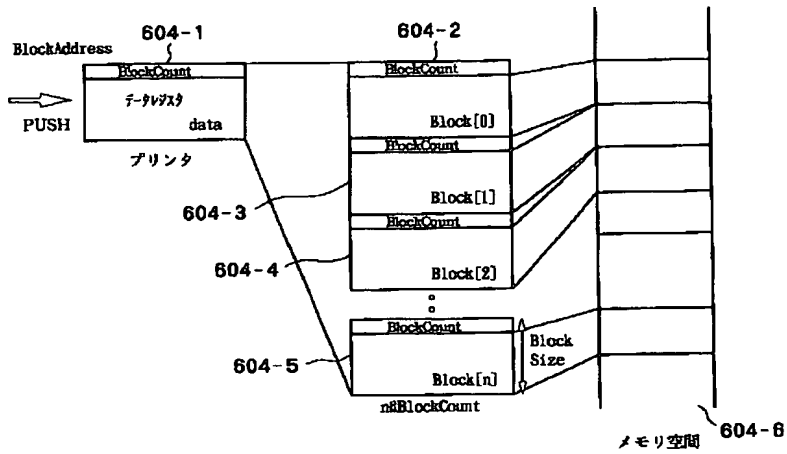 604-1
604-2
BlockAddress
BlockCount
BlockCount
データレジスタ
data
PUSH
プリンタ
Block[0]
BlockCount
Block[1]
604-3
BlockCount
604-4
Block[2]
BlockCount
Block
Size
604-5
Block[n]
n≦BlockCount
604-6
メモリ空間